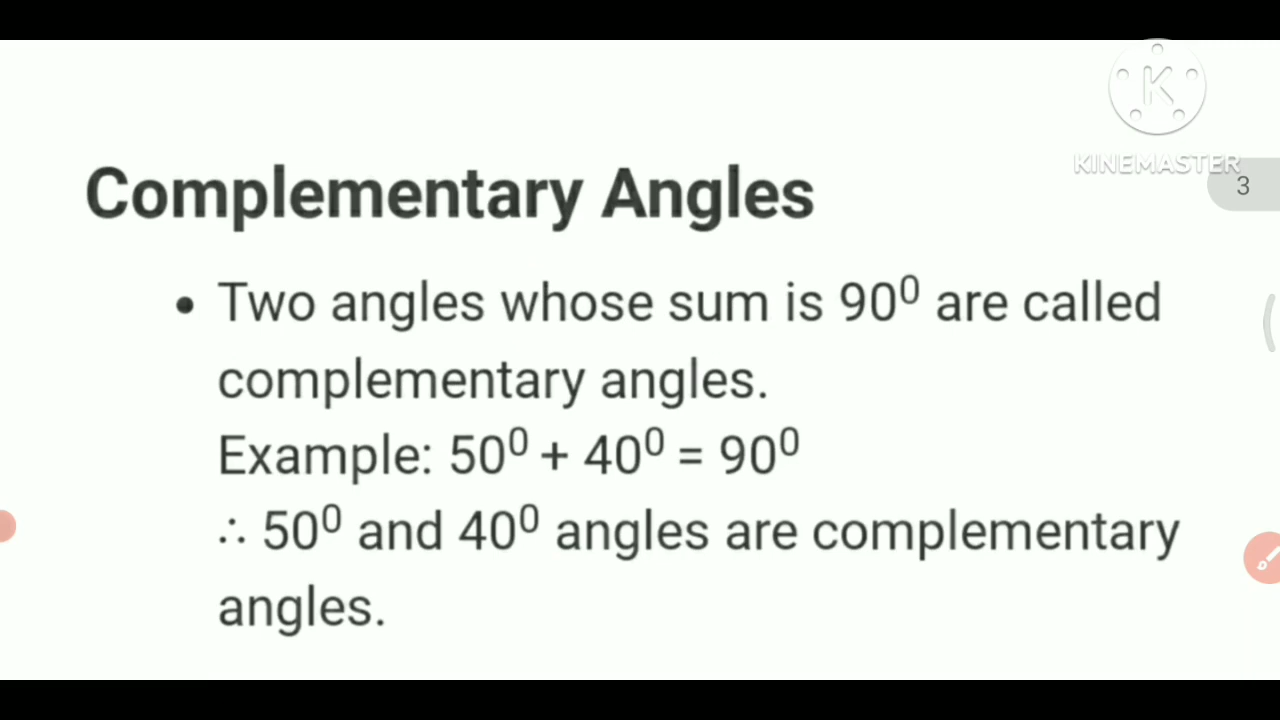 KINEMASTER
3
Complementary Angles
• Two angles whose sum is 90⁰ are called
complementary angles.
Example: 50⁰ + 40⁰ = 90⁰
∴ 50⁰ and 40⁰ angles are complementary
angles.